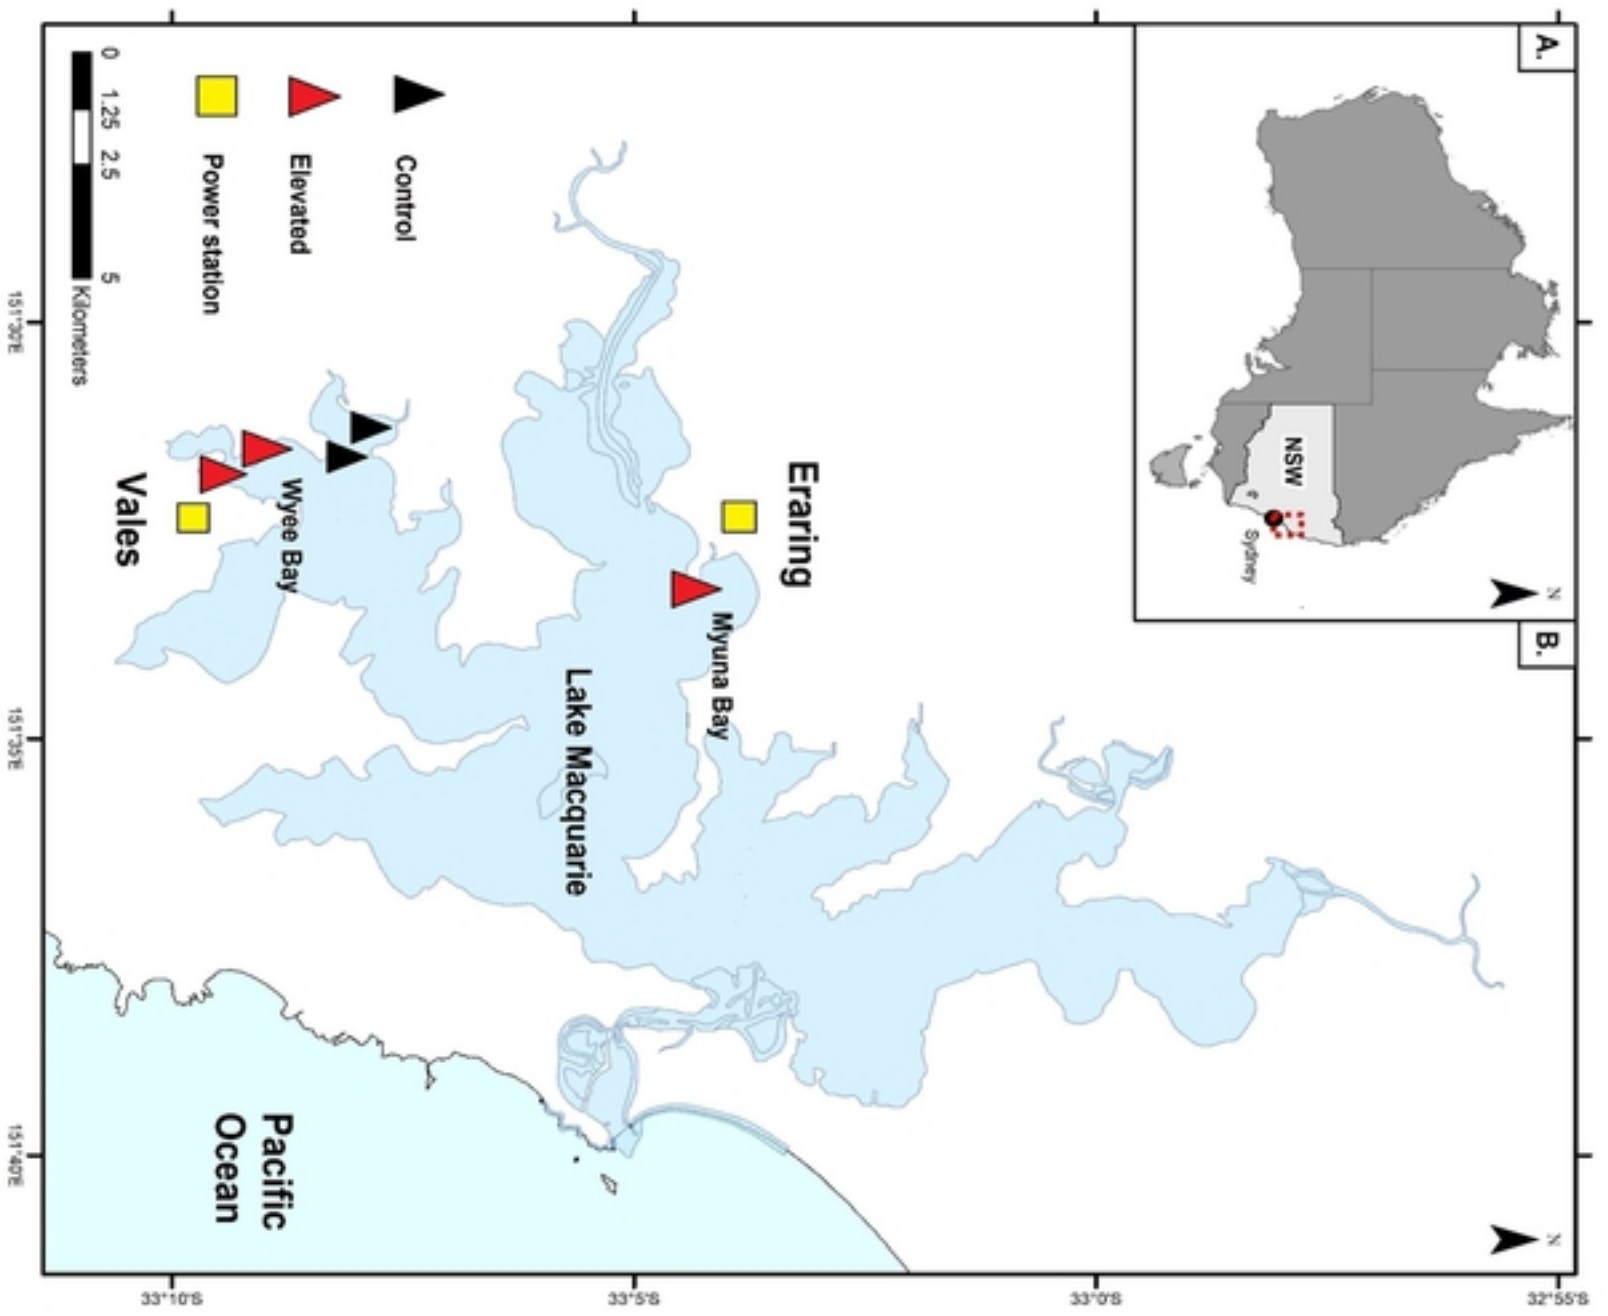 A.
NSW
Sydney
N
B.
N
Control
Elevated
Power station
0 1.25 2.5 5
Kilometers
Eraring
Myuna Bay
Lake Macquarie
Wyee Bay
Vales
Pacific
Ocean
151°30'E
151°35'E
151°40'E
32°55'S
33°0'S
33°5'S
33°10'S